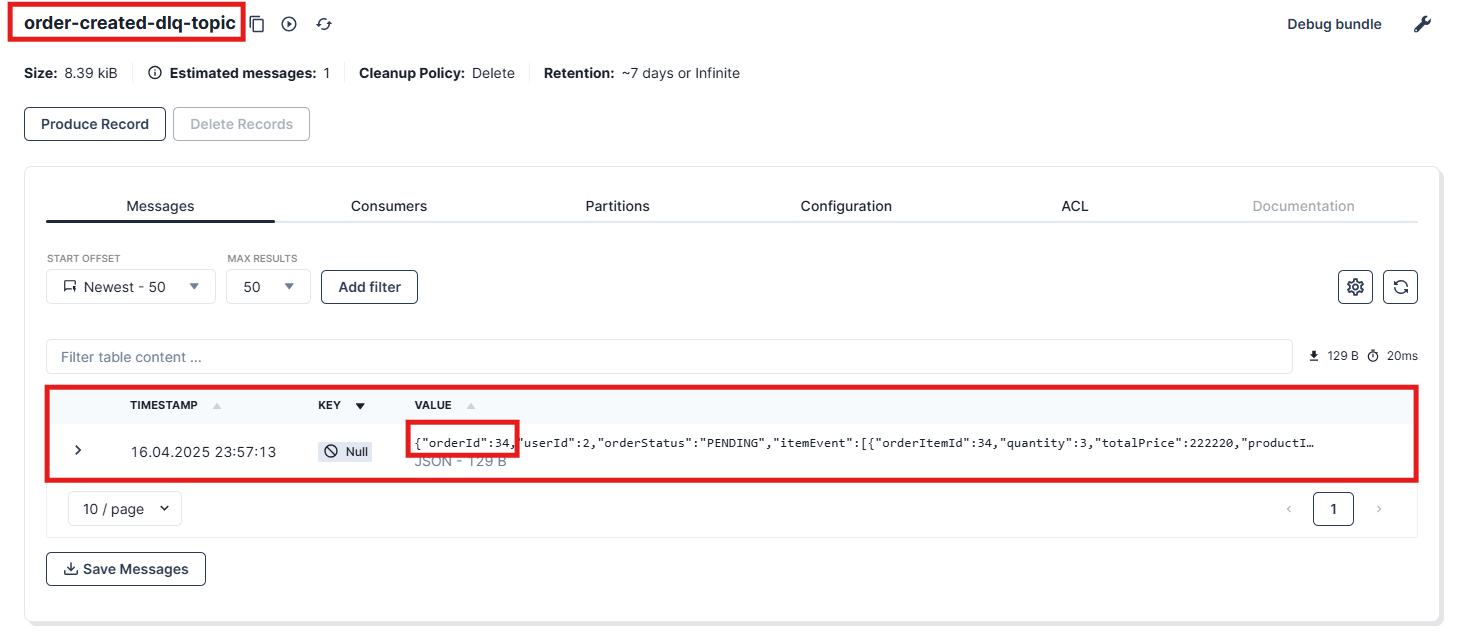 order-created-dlq-topic
Debug bundle
Size: 8.39 kiB Estimated messages: 1 Cleanup Policy: Delete Retention: ~7 days or Infinite
Produce Record Delete Records
Messages Consumers Partitions Configuration ACL Documentation
START OFFSET MAX RESULTS
Newest - 50 50 Add filter
Filter table content ... 129 B 20ms
TIMESTAMP KEY VALUE
16.04.2025 23:57:13 Null {"orderId":34,"userId":2,"orderStatus":"PENDING","itemEvent":[{"orderItemId":34,"quantity":3,"totalPrice":222220,"productI…
JSON - 129 B
10 / page 1
Save Messages